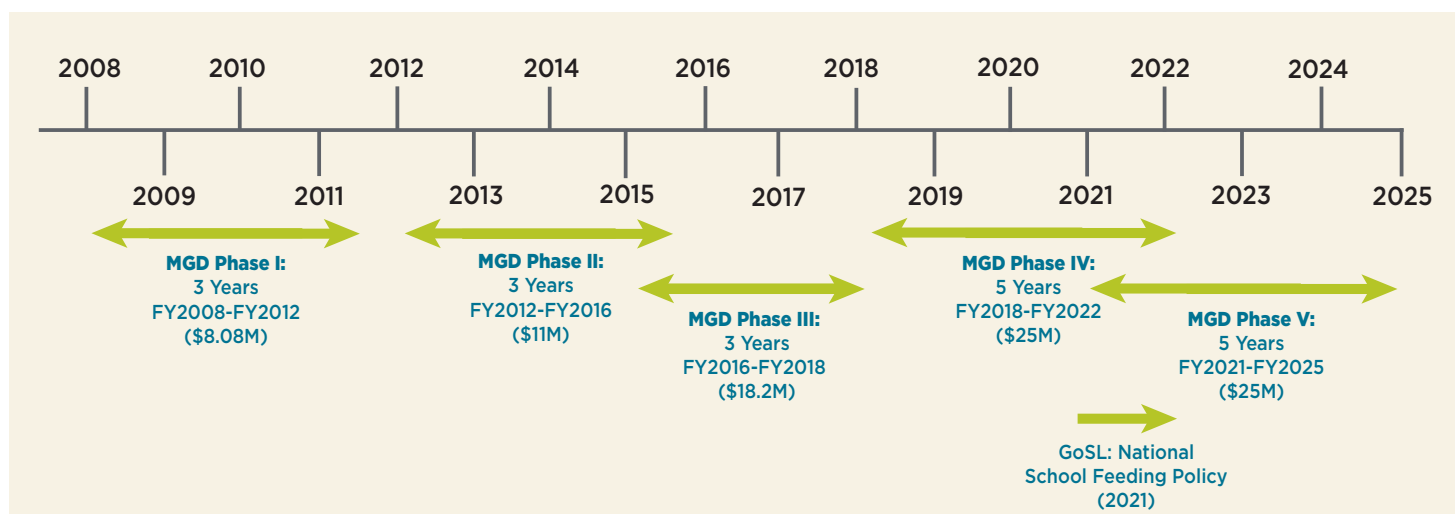 2008 2010 2012 2014 2016 2018 2020 2022 2024
2009 2011 2013 2015 2017 2019 2021 2023 2025
MGD Phase I:
3 Years
FY2008-FY2012
($8.08M)
MGD Phase II:
3 Years
FY2012-FY2016
($11M)
MGD Phase III:
3 Years
FY2016-FY2018
($18.2M)
MGD Phase IV:
5 Years
FY2018-FY2022
($25M)
MGD Phase V:
5 Years
FY2021-FY2025
($25M)
GoSL: National
School Feeding Policy
(2021)